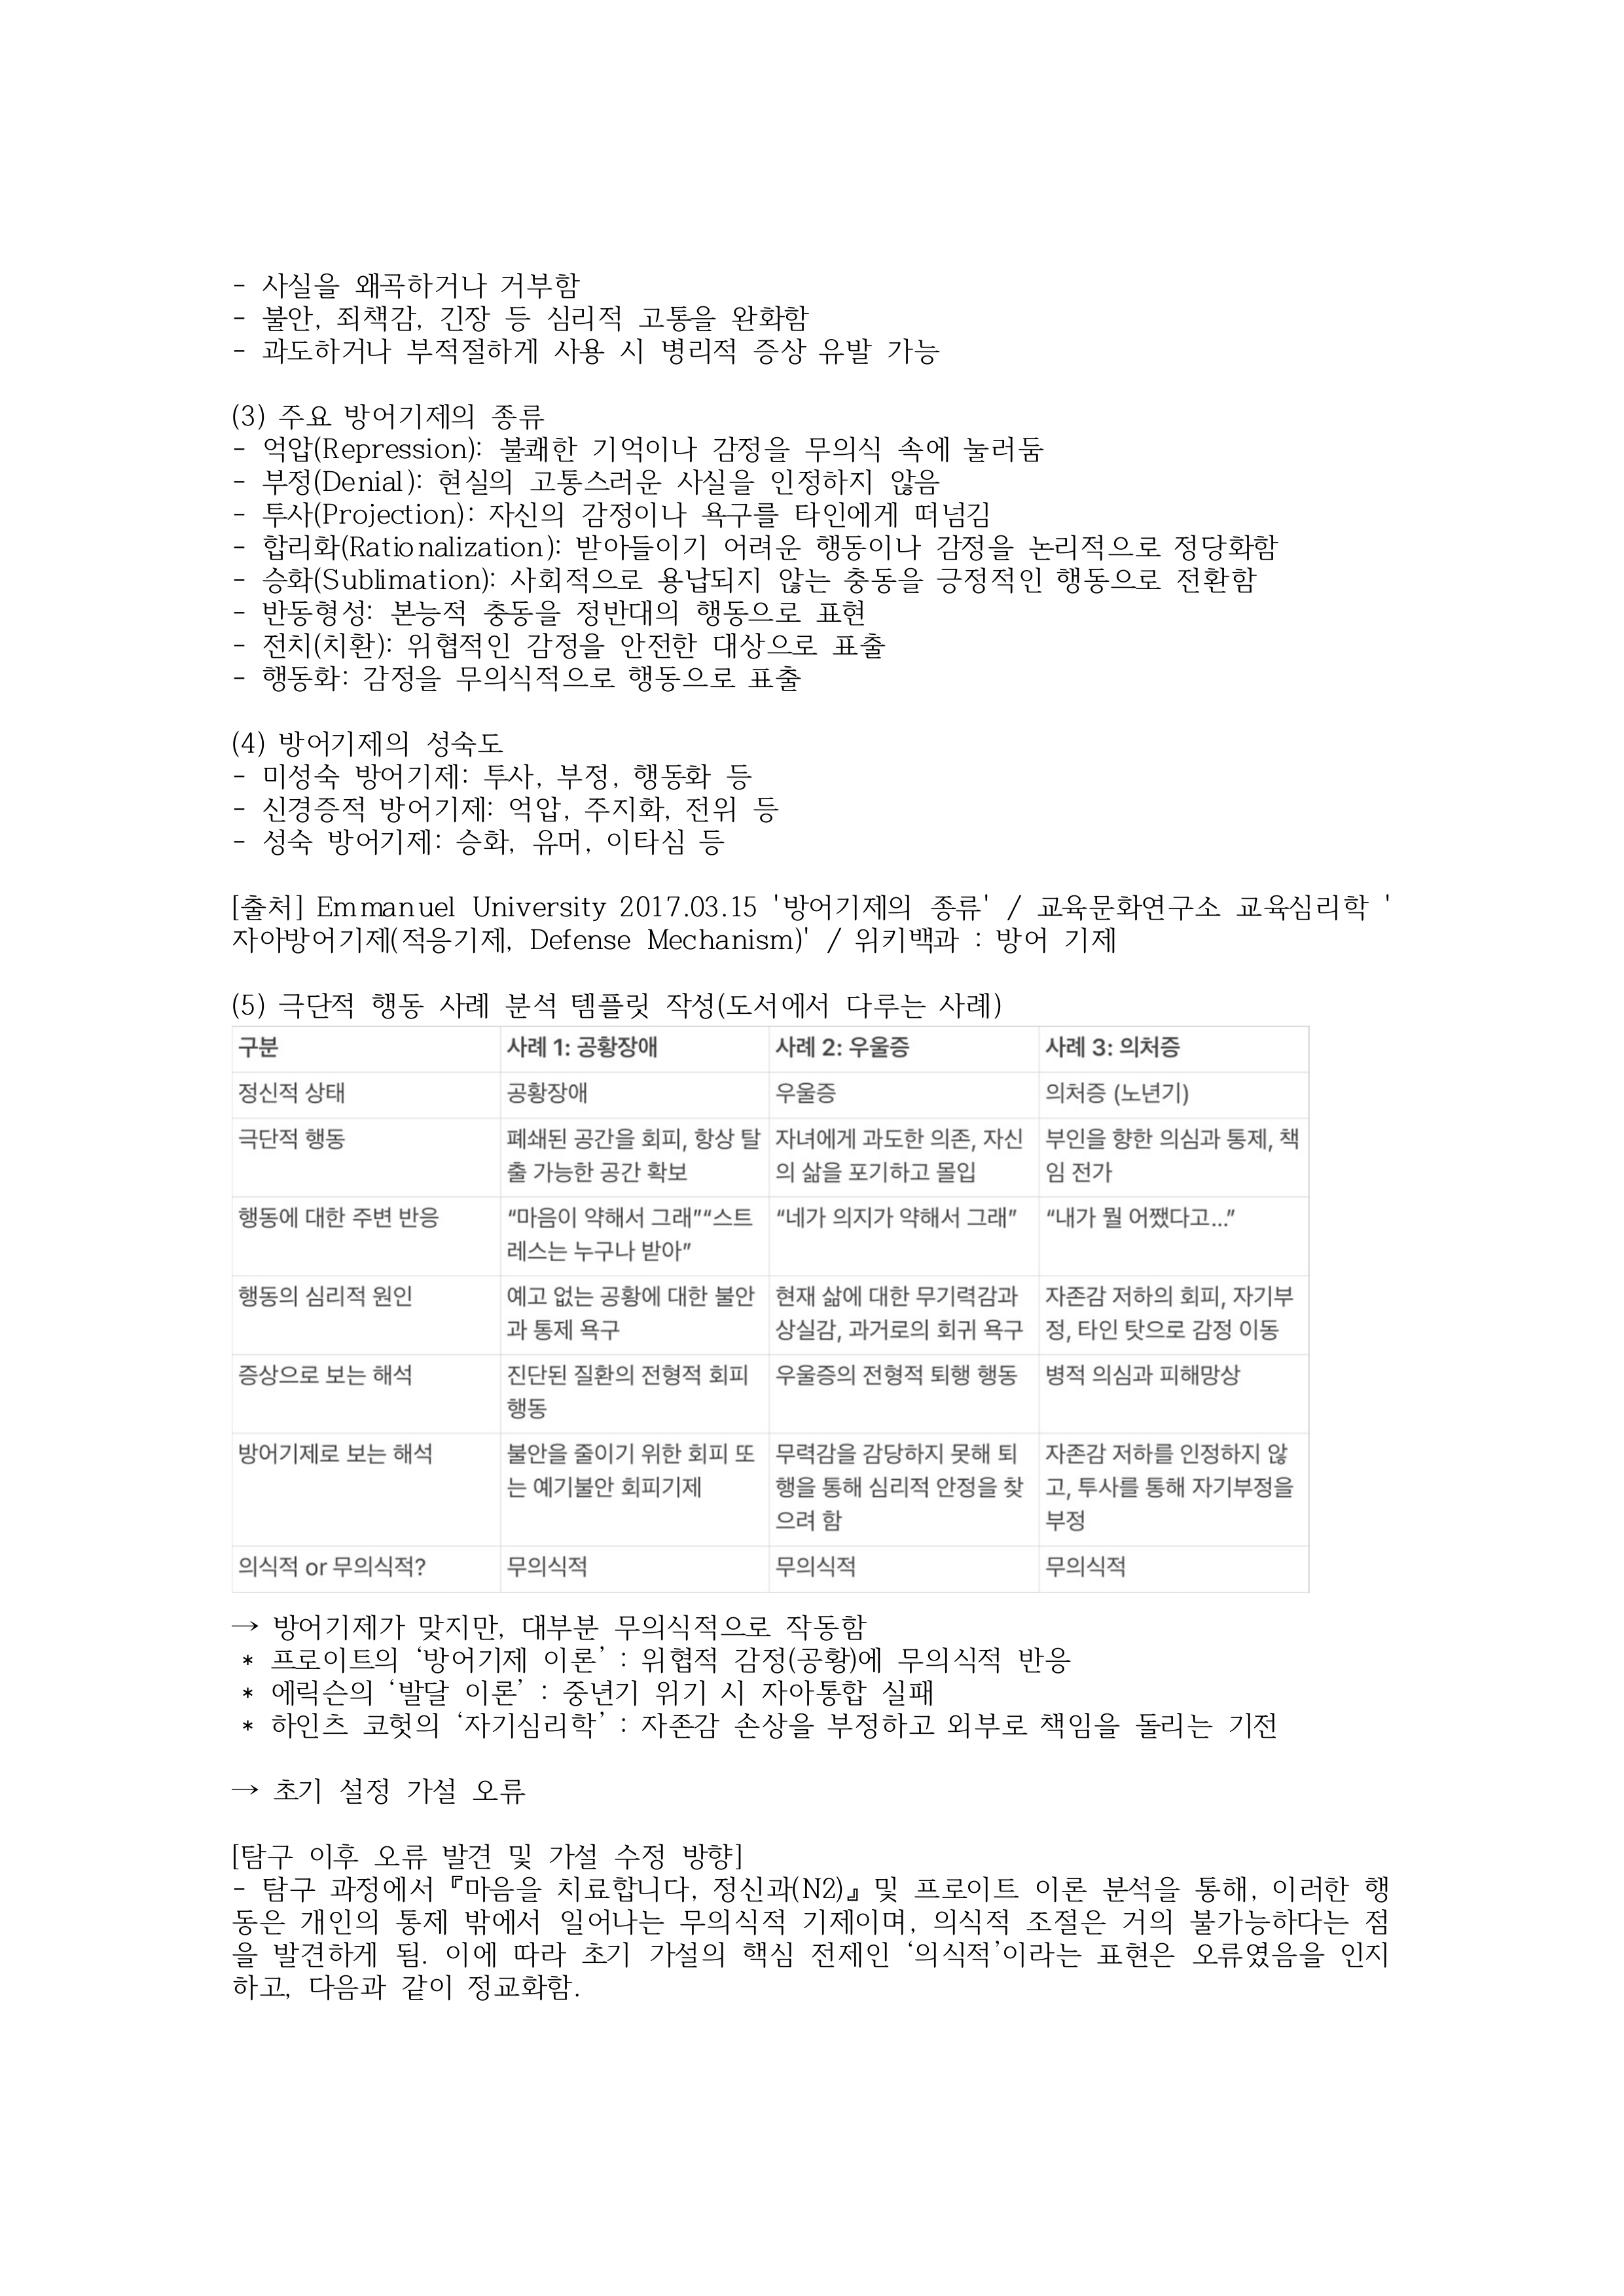 - 사실을 왜곡하거나 거부함
- 불안, 죄책감, 긴장 등 심리적 고통을 완화함
- 과도하거나 부적절하게 사용 시 병리적 증상 유발 가능
(3) 주요 방어기제의 종류
- 억압(Repression): 불쾌한 기억이나 감정을 무의식 속에 눌러둠
- 부정(Denial): 현실의 고통스러운 사실을 인정하지 않음
- 투사(Projection): 자신의 감정이나 욕구를 타인에게 떠넘김
- 합리화(Rationalization): 받아들이기 어려운 행동이나 감정을 논리적으로 정당화함
- 승화(Sublimation): 사회적으로 용납되지 않는 충동을 긍정적인 행동으로 전환함
- 반동형성: 본능적 충동을 정반대의 행동으로 표현
- 전치(치환): 위협적인 감정을 안전한 대상으로 표출
- 행동화: 감정을 무의식적으로 행동으로 표출
(4) 방어기제의 성숙도
- 미성숙 방어기제: 투사, 부정, 행동화 등
- 신경증적 방어기제: 억압, 주지화, 전위 등
- 성숙 방어기제: 승화, 유머, 이타심 등
[출처] Emmanuel University 2017.03.15 '방어기제의 종류' / 교육문화연구소 교육심리학 '
자아방어기제(적응기제, Defense Mechanism)' / 위키백과 : 방어 기제
(5) 극단적 행동 사례 분석 템플릿 작성(도서에서 다루는 사례)
구분 사례 1: 공황장애 사례 2: 우울증 사례 3: 의처증
정신적 상태 공황장애 우울증 의처증 (노년기)
극단적 행동 폐쇄된 공간을 회피, 항상 탈 자녀에게 과도한 의존, 자신 부인을 향한 의심과 통제, 책
출 가능한 공간 확보 의 삶을 포기하고 몰입 임 전가
행동에 대한 주변 반응 “마음이 약해서 그래”“스트 “네가 의지가 약해서 그래” “내가 뭘 어쨌다고...”
레스는 누구나 받아”
행동의 심리적 원인 예고 없는 공황에 대한 불안 현재 삶에 대한 무기력감과 자존감 저하의 회피, 자기부
과 통제 욕구 상실감, 과거로의 회귀 욕구 정, 타인 탓으로 감정 이동
증상으로 보는 해석 진단된 질환의 전형적 회피 우울증의 전형적 퇴행 행동 병적 의심과 피해망상
행동
방어기제로 보는 해석 불안을 줄이기 위한 회피 또 무력감을 감당하지 못해 퇴 자존감 저하를 인정하지 않
는 예기불안 회피기제 행을 통해 심리적 안정을 찾 고, 투사를 통해 자기부정을
으려 함 부정
의식적 or 무의식적? 무의식적 무의식적 무의식적
→ 방어기제가 맞지만, 대부분 무의식적으로 작동함
* 프로이트의 ‘방어기제 이론’ : 위협적 감정(공황)에 무의식적 반응
* 에릭슨의 ‘발달 이론’ : 중년기 위기 시 자아통합 실패
* 하인츠 코헛의 ‘자기심리학’ : 자존감 손상을 부정하고 외부로 책임을 돌리는 기전
→ 초기 설정 가설 오류
[탐구 이후 오류 발견 및 가설 수정 방향]
- 탐구 과정에서 『마음을 치료합니다, 정신과(N2)』 및 프로이트 이론 분석을 통해, 이러한 행
동은 개인의 통제 밖에서 일어나는 무의식적 기제이며, 의식적 조절은 거의 불가능하다는 점
을 발견하게 됨. 이에 따라 초기 가설의 핵심 전제인 ‘의식적’이라는 표현은 오류였음을 인지
하고, 다음과 같이 정교화함.